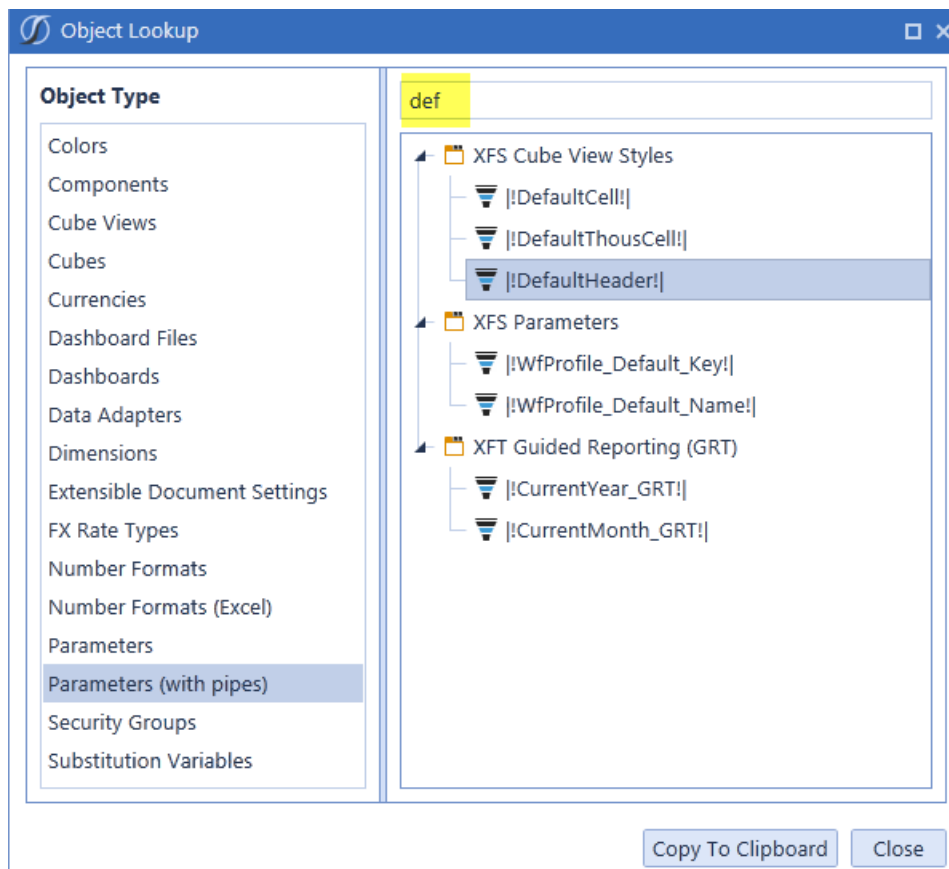 Object Lookup
Object Type
Colors
Components
Cube Views
Cubes
Currencies
Dashboard Files
Dashboards
Data Adapters
Dimensions
Extensible Document Settings
FX Rate Types
Number Formats
Number Formats (Excel)
Parameters
Parameters (with pipes)
Security Groups
Substitution Variables
def
XFS Cube View Styles
|!DefaultCell!|
|!DefaultThousCell!|
|!DefaultHeader!|
XFS Parameters
|!WfProfile_Default_Key!|
|!WfProfile_Default_Name!|
XFT Guided Reporting (GRT)
|!CurrentYear_GRT!|
|!CurrentMonth_GRT!|
Copy To Clipboard
Close